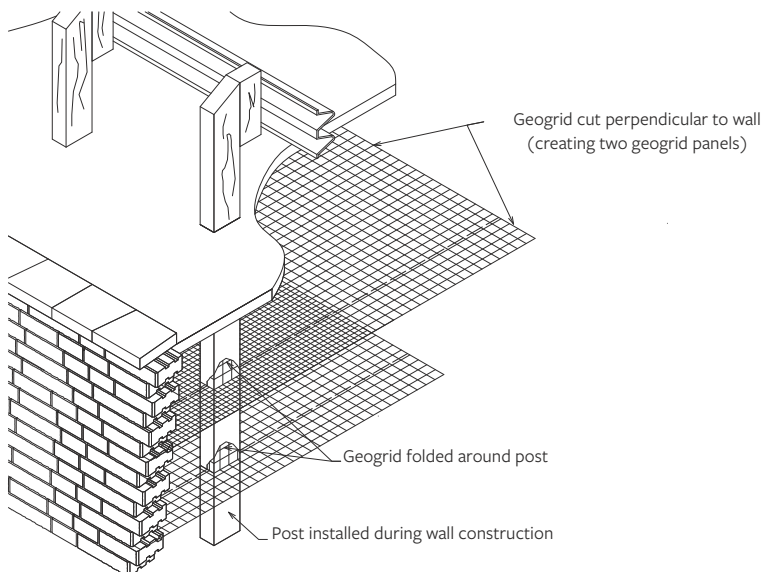 Geogrid cut perpendicular to wall
(creating two geogrid panels)
Geogrid folded around post
Post installed during wall construction